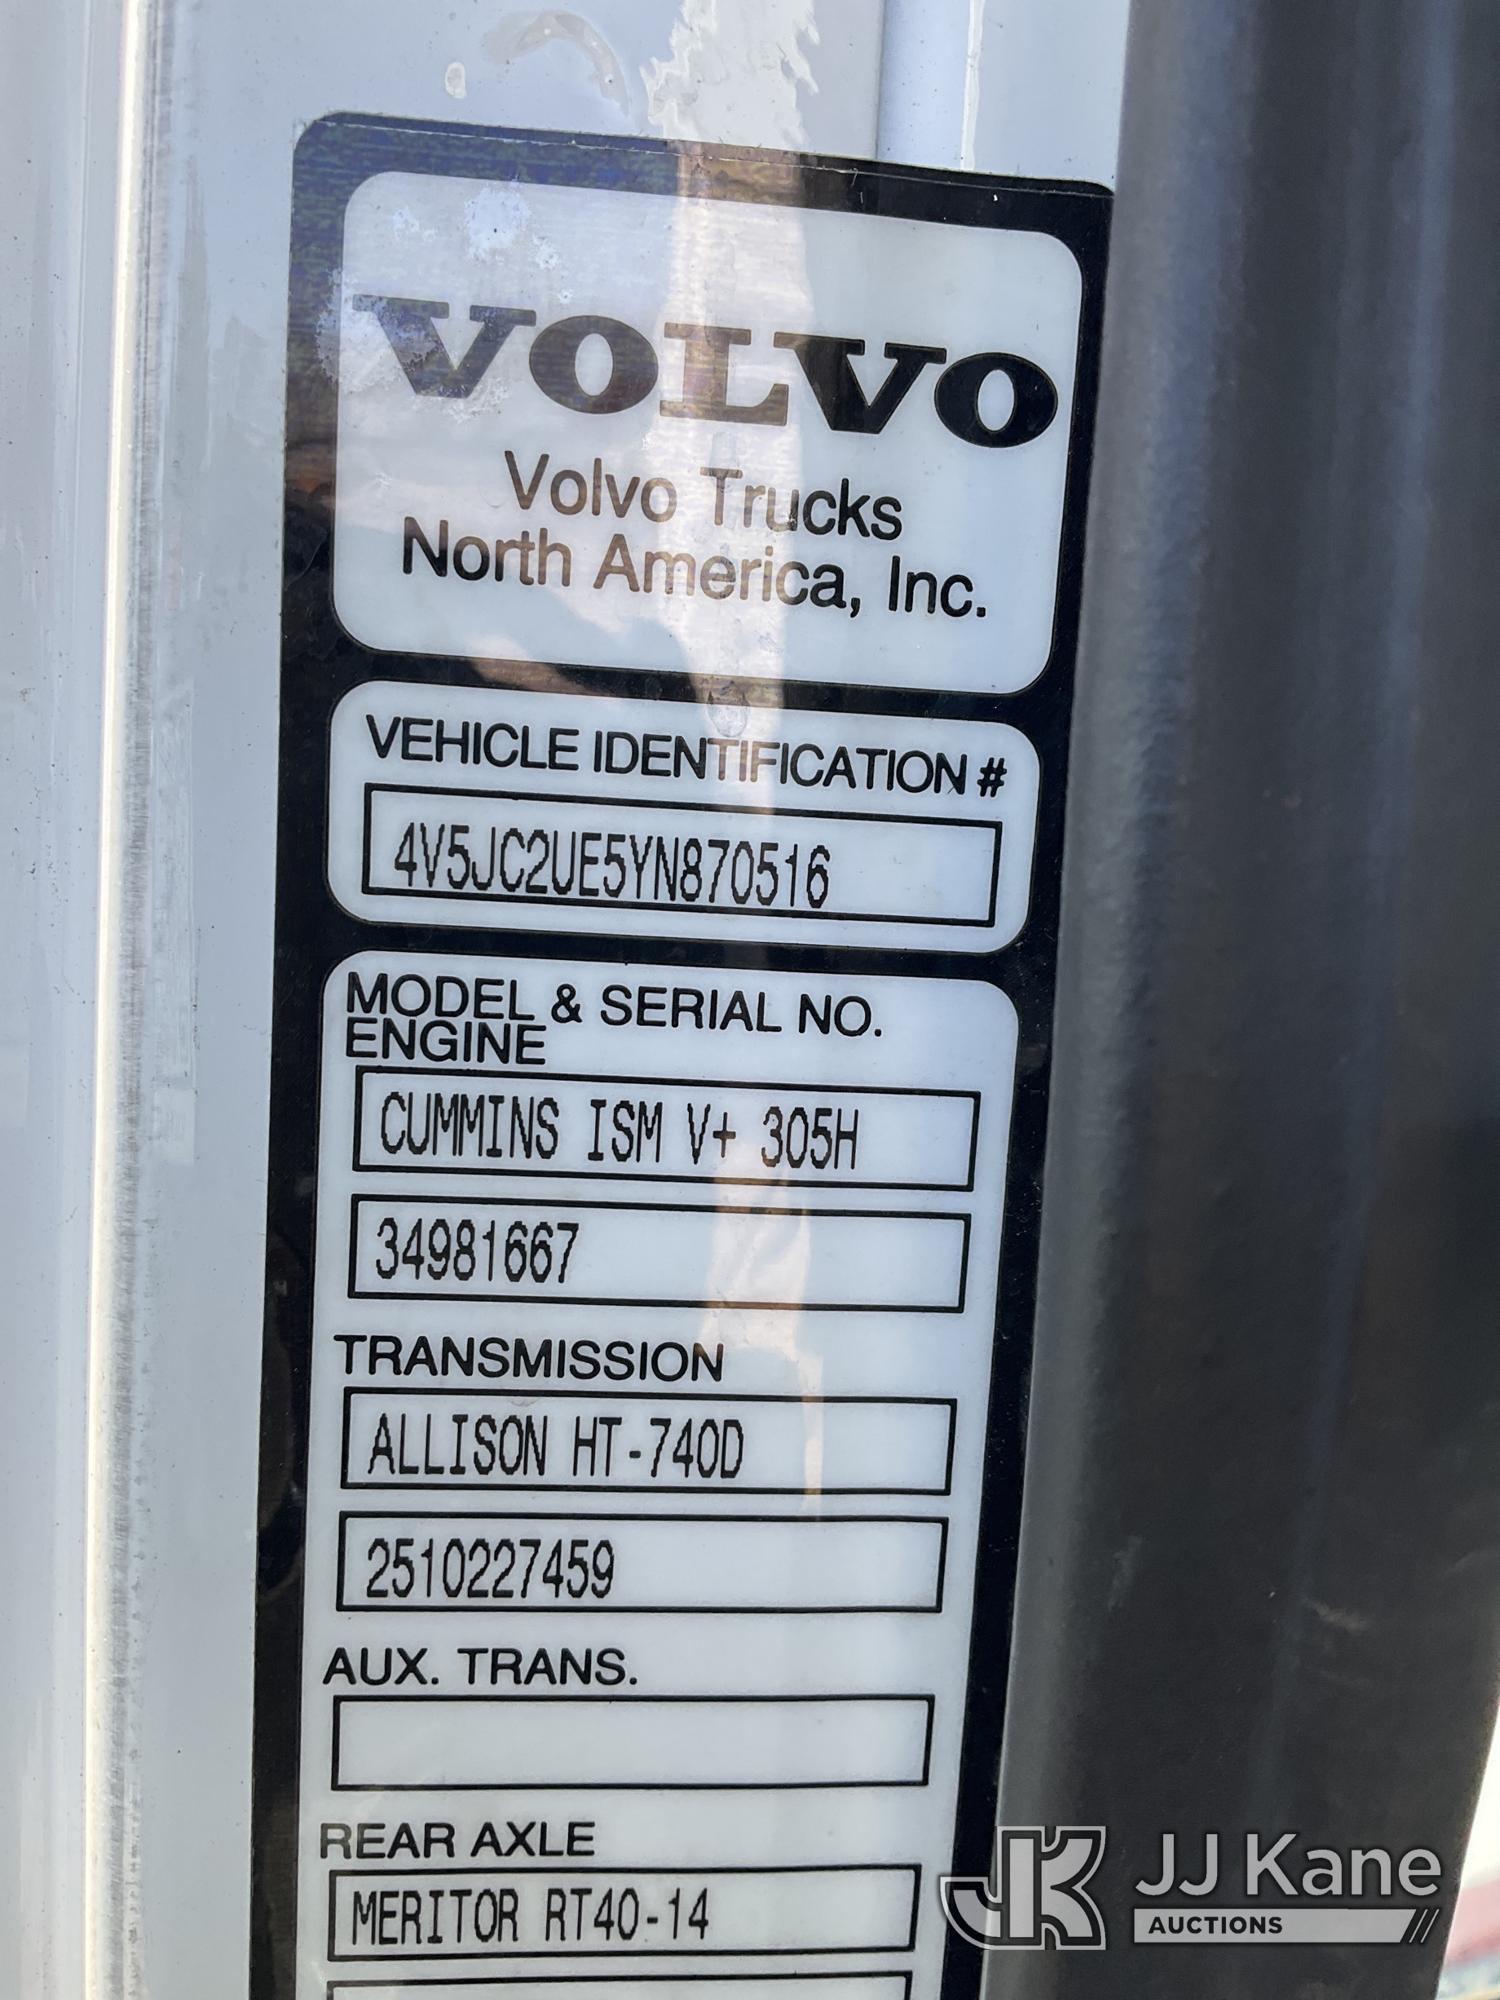 VOLVO
Volvo Trucks
North America, Inc.
VEHICLE IDENTIFICATION #
4V5JC2UE5YN870516
MODEL & SERIAL NO.
ENGINE
CUMMINS ISM V+ 305H
34981667
TRANSMISSION
ALLISON HT-740D
2510227459
AUX. TRANS.
REAR AXLE
MERITOR RT40-14
JK JJ Kane
AUCTIONS